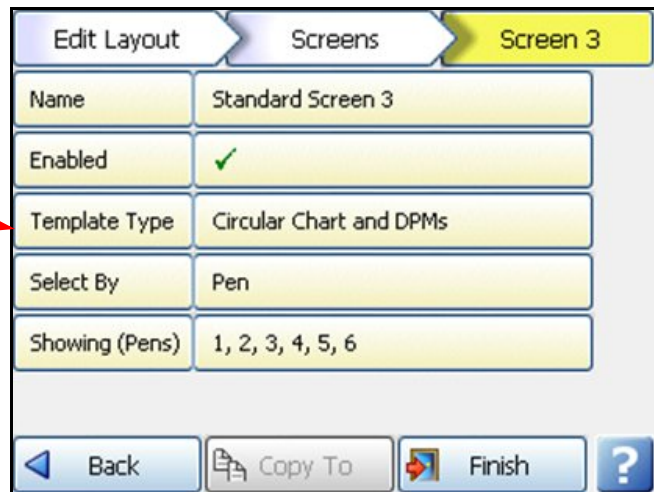 Edit Layout Screens Screen 3
Name Standard Screen 3
Enabled ✓
Template Type Circular Chart and DPMs
Select By Pen
Showing (Pens) 1, 2, 3, 4, 5, 6
Back Copy To Finish ?